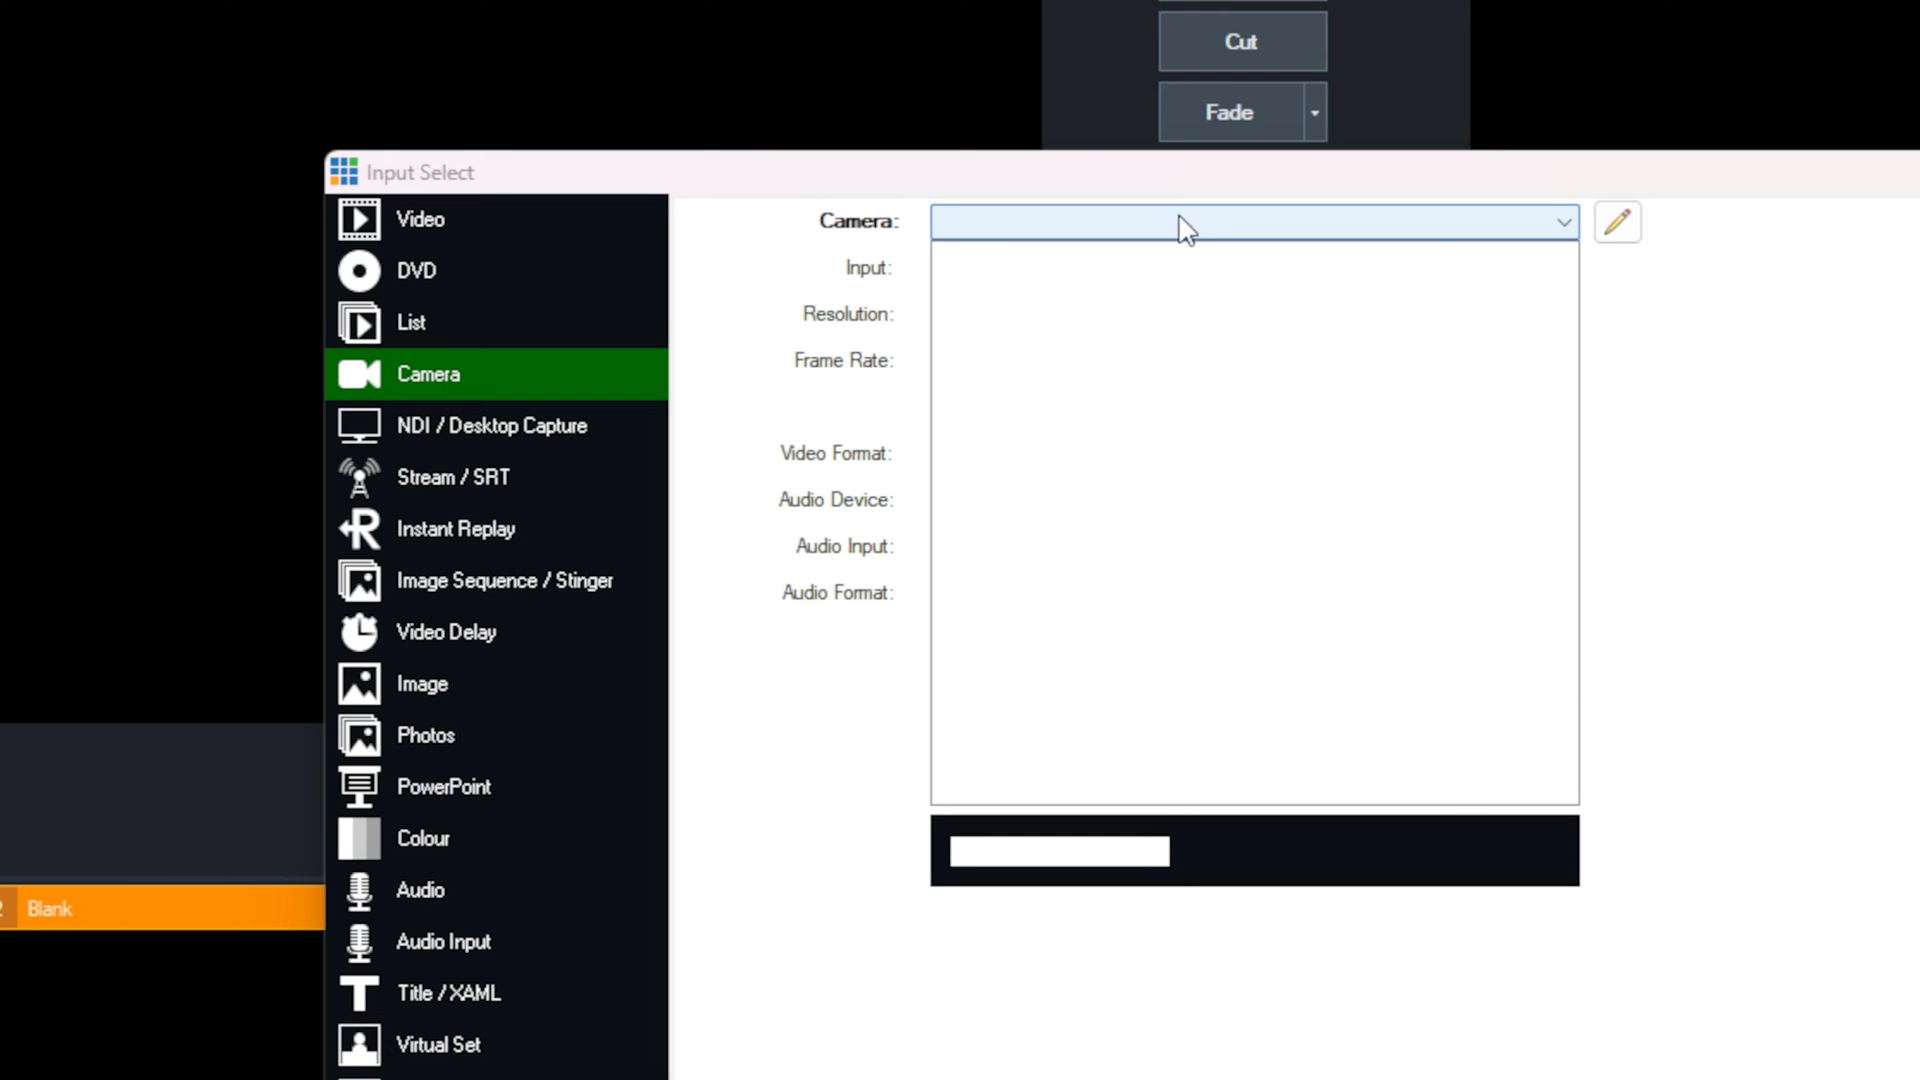 Cut
Fade
Input Select
Video
DVD
List
Camera
NDI / Desktop Capture
Stream / SRT
Instant Replay
Image Sequence / Stinger
Video Delay
Image
Photos
PowerPoint
Colour
Audio
Audio Input
Title / XAML
Virtual Set
Camera:
Input:
Resolution:
Frame Rate:
Video Format:
Audio Device:
Audio Input:
Audio Format:
2 Blank